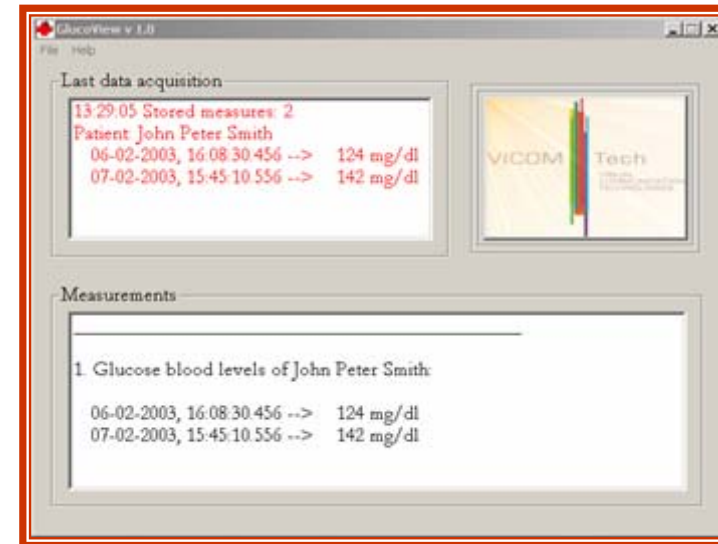 GlucoView v 1.0
File Help
Last data acquisition
13:29:05 Stored measures: 2
Patient: John Peter Smith
06-02-2003, 16:08:30.456 --> 124 mg/dl
07-02-2003, 15:45:10.556 --> 142 mg/dl
VICOM Tech
Measurements
1. Glucose blood levels of John Peter Smith:
06-02-2003, 16:08:30.456 --> 124 mg/dl
07-02-2003, 15:45:10.556 --> 142 mg/dl